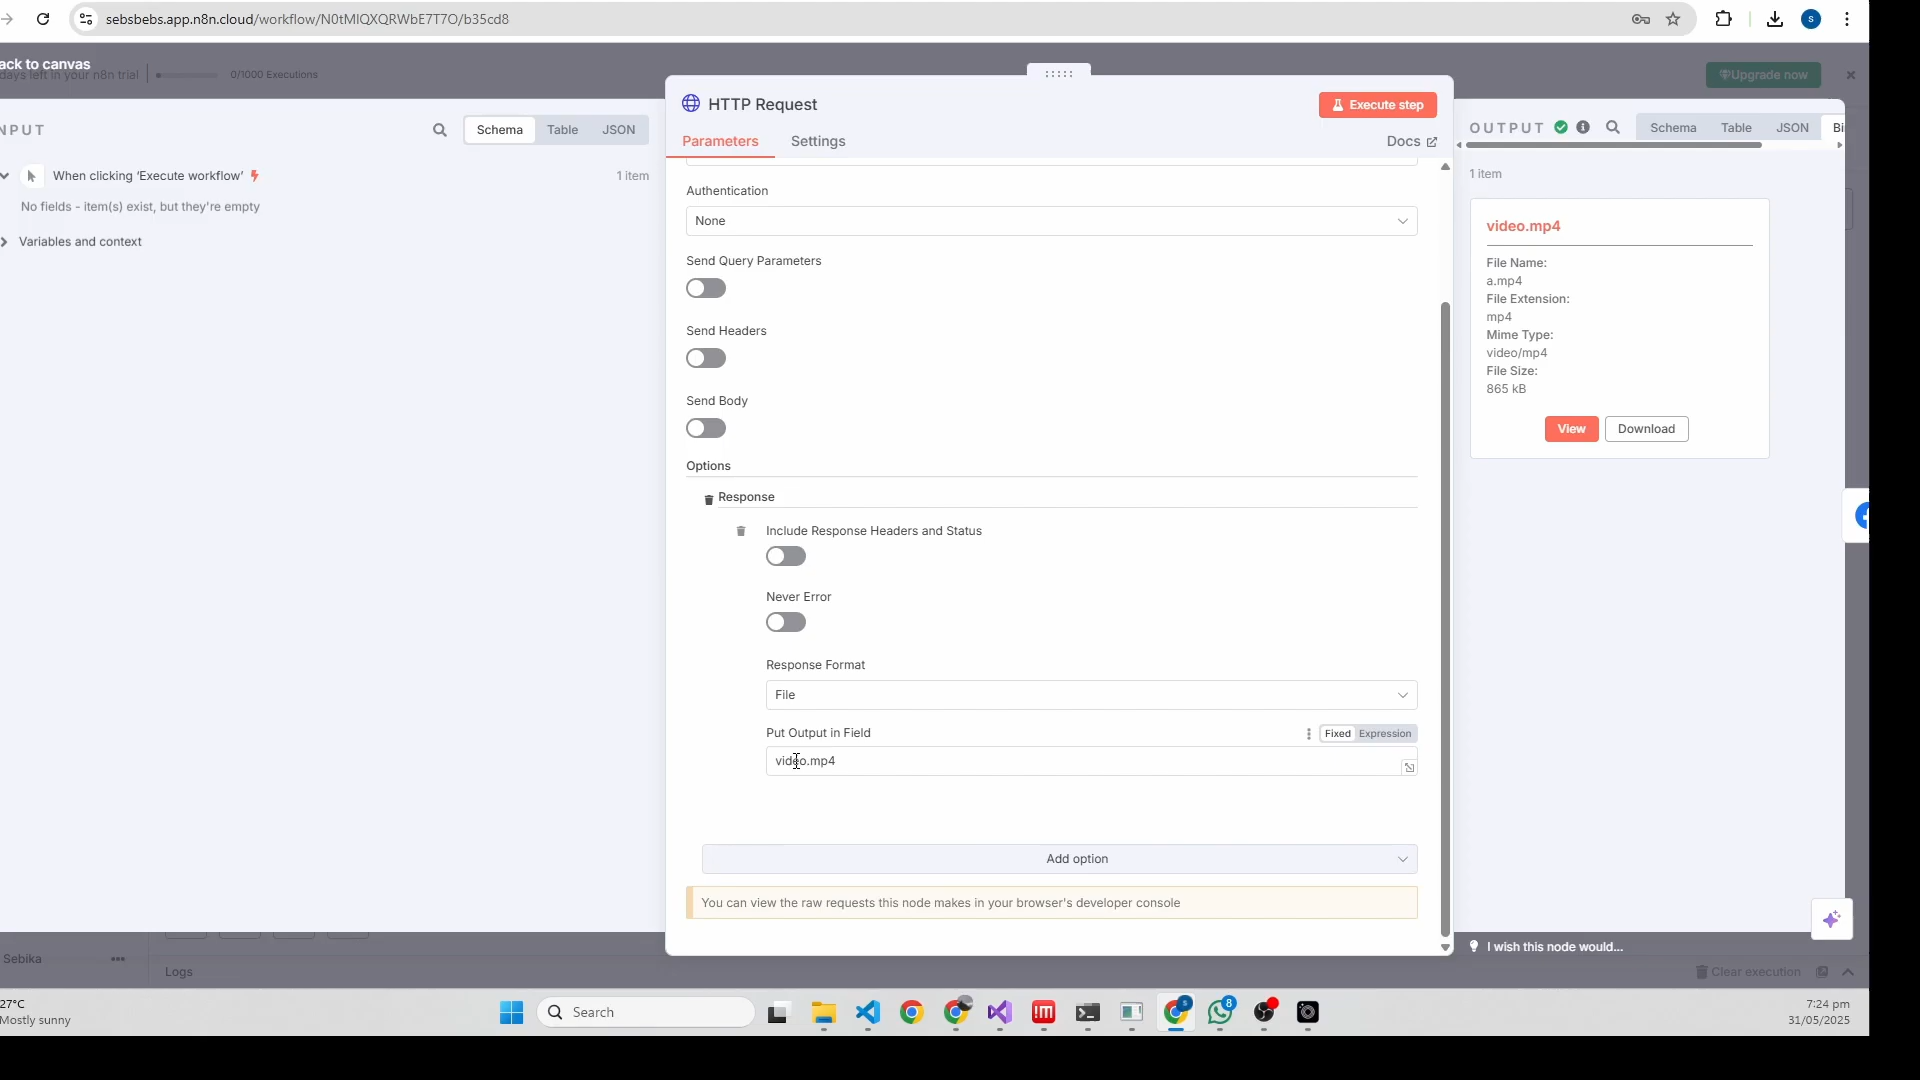 sebsbebs.app.n8n.cloud/workflow/N0tMlQXQRWbE7T7O/b35cd8
S
ack to canvas
days left in your n8n trial
0/1000 Executions
Upgrade now
NPUT
Schema
Table
JSON
When clicking ‘Execute workflow’
1 item
No fields - item(s) exist, but they're empty
Variables and context
HTTP Request
Execute step
Parameters
Settings
Docs
Authentication
None
Send Query Parameters
Send Headers
Send Body
Options
Response
Include Response Headers and Status
Never Error
Response Format
File
Put Output in Field
Fixed
Expression
video.mp4
Add option
You can view the raw requests this node makes in your browser's developer console
OUTPUT
Schema
Table
JSON
Bi
1 item
video.mp4
File Name:
a.mp4
File Extension:
mp4
Mime Type:
video/mp4
File Size:
865 kB
View
Download
I wish this node would...
Sebika
Logs
Clear execution
27°C
Mostly sunny
Search
8
7:24 pm
31/05/2025